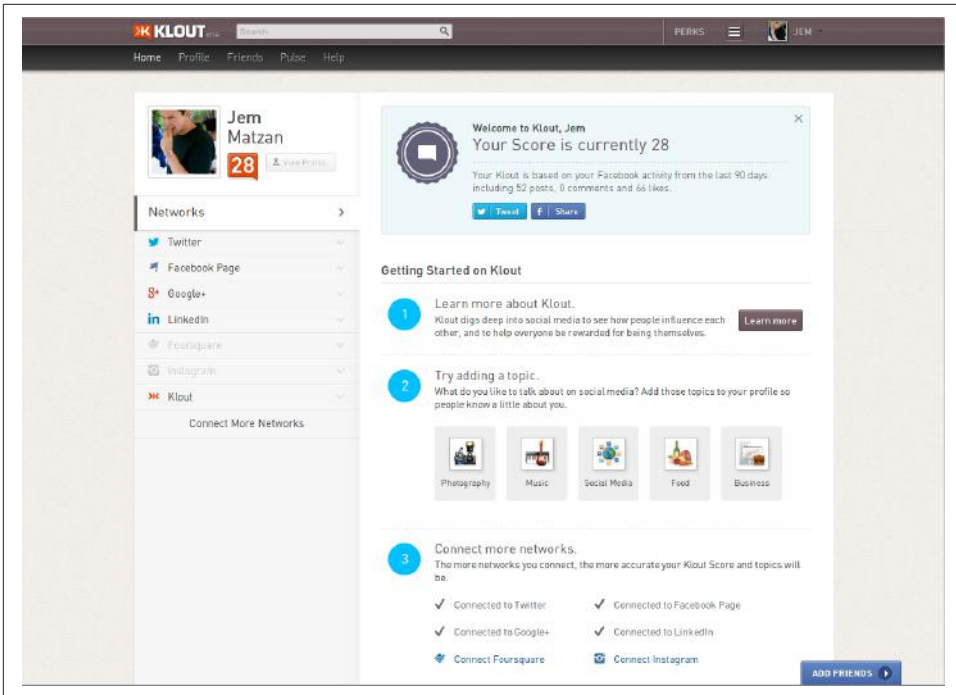 KLOUT beta
Search
PERKS
JEM
Home Profile Friends Pulse Help
Jem
Matzan
28
View Profile
Networks
Twitter
Facebook Page
Google+
LinkedIn
Foursquare
Instagram
Klout
Connect More Networks
Welcome to Klout, Jem
Your Score is currently 28
Your Klout is based on your Facebook activity from the last 90 days
including 52 posts, 0 comments and 66 likes.
Tweet
Share
Getting Started on Klout
1
Learn more about Klout.
Klout digs deep into social media to see how people influence each
other, and to help everyone be rewarded for being themselves.
Learn more
2
Try adding a topic.
What do you like to talk about on social media? Add those topics to your profile so
people know a little about you.
Photography Music Social Media Food Business
3
Connect more networks.
The more networks you connect, the more accurate your Klout Score and topics will
be.
Connected to Twitter Connected to Facebook Page
Connected to Google+ Connected to LinkedIn
Connect Foursquare Connect Instagram
ADD FRIENDS